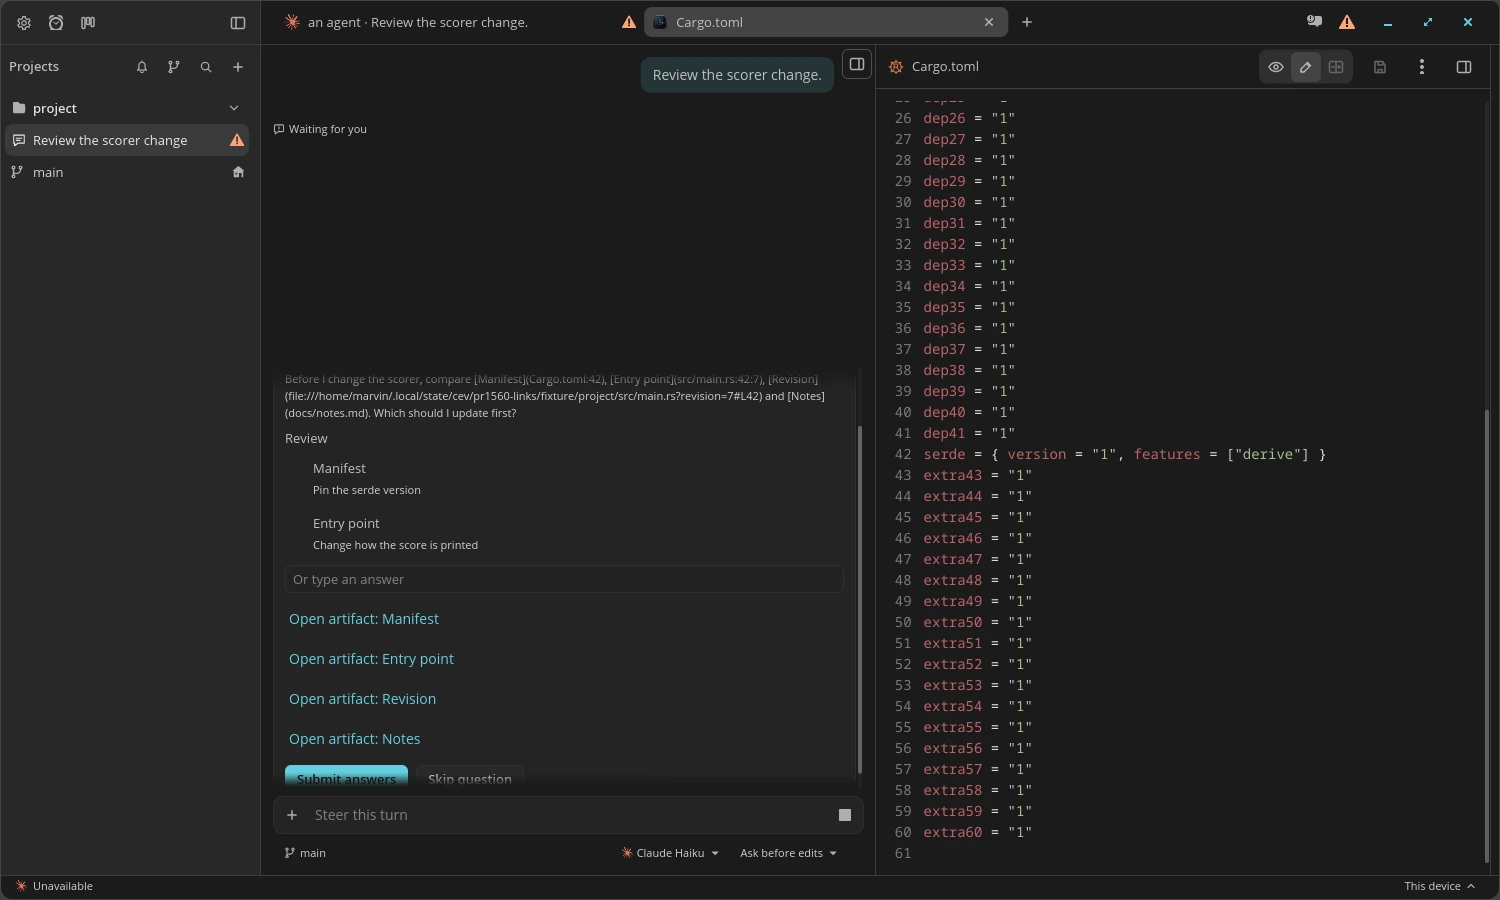 an agent · Review the scorer change.
Cargo.toml
Projects
project
Review the scorer change
main
Review the scorer change.
Waiting for you
Before I change the scorer, compare [Manifest](Cargo.toml:42), [Entry point](src/main.rs:42:7), [Revision]
(file:///home/marvin/.local/state/cev/pr1560-links/fixture/project/src/main.rs?revision=7#L42) and [Notes]
(docs/notes.md). Which should I update first?
Review
Manifest
Pin the serde version
Entry point
Change how the score is printed
Or type an answer
Open artifact: Manifest
Open artifact: Entry point
Open artifact: Revision
Open artifact: Notes
Submit answers
Skip question
Steer this turn
main
Claude Haiku
Ask before edits
Cargo.toml
26 dep26 = "1"
27 dep27 = "1"
28 dep28 = "1"
29 dep29 = "1"
30 dep30 = "1"
31 dep31 = "1"
32 dep32 = "1"
33 dep33 = "1"
34 dep34 = "1"
35 dep35 = "1"
36 dep36 = "1"
37 dep37 = "1"
38 dep38 = "1"
39 dep39 = "1"
40 dep40 = "1"
41 dep41 = "1"
42 serde = { version = "1", features = ["derive"] }
43 extra43 = "1"
44 extra44 = "1"
45 extra45 = "1"
46 extra46 = "1"
47 extra47 = "1"
48 extra48 = "1"
49 extra49 = "1"
50 extra50 = "1"
51 extra51 = "1"
52 extra52 = "1"
53 extra53 = "1"
54 extra54 = "1"
55 extra55 = "1"
56 extra56 = "1"
57 extra57 = "1"
58 extra58 = "1"
59 extra59 = "1"
60 extra60 = "1"
61
Unavailable
This device